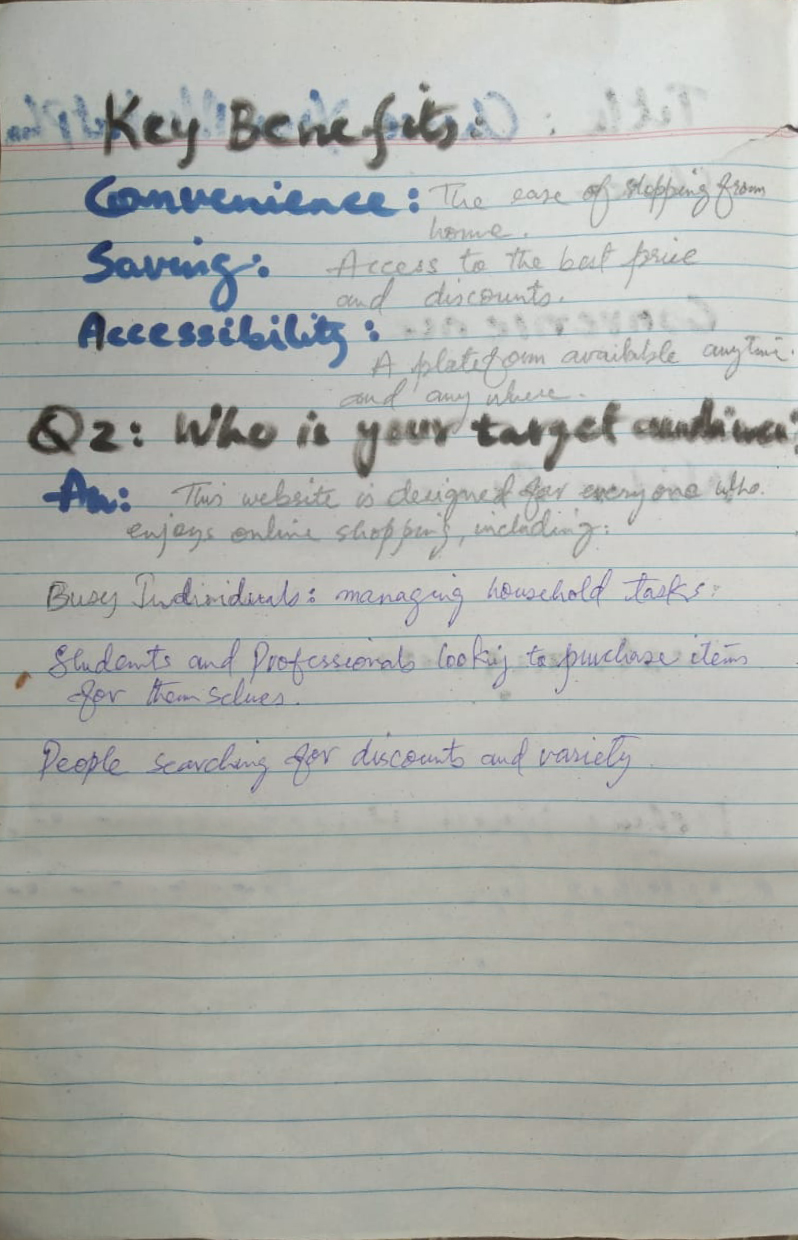 Key Benefits:
Convenience: The ease of shopping from
home.
Saving: Access to the best price
and discounts.
Accessibility:
A plateform available anytime
and any where.
Q2: Who is your target
An: This website is designed for everyone who
enjoys online shopping, including:
Busy Individuals: managing household tasks:
Students and Professionals looking to purchase items
for themselves.
People searching for discounts and variety